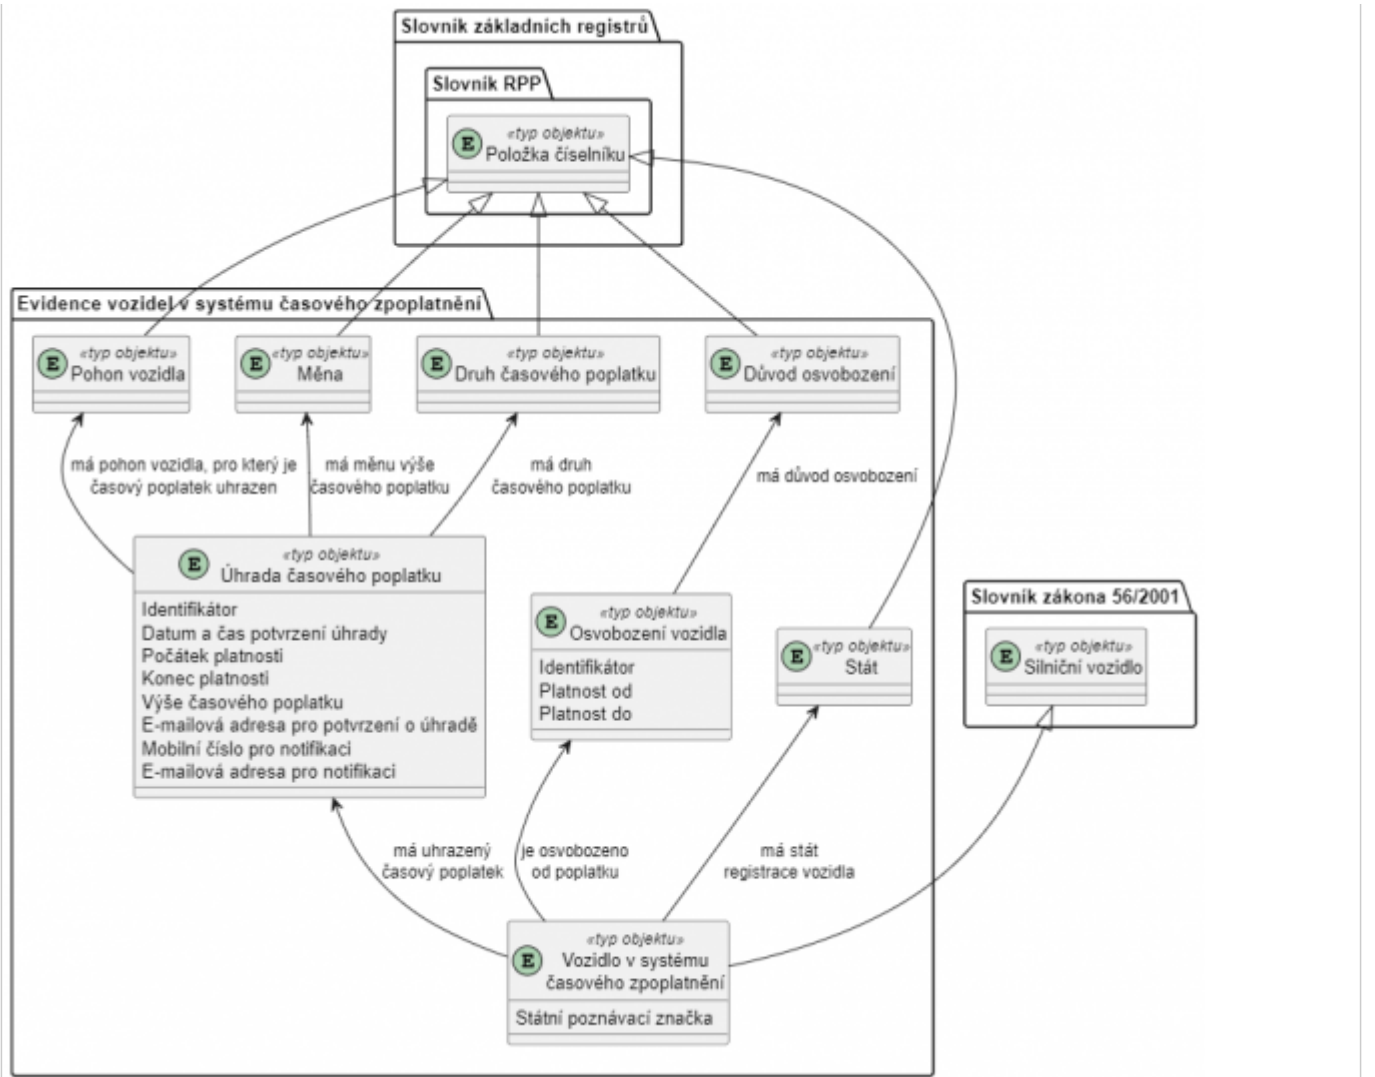 Slovník základních registrů
Slovník RPP
E
«typ objektu»
Položka číselníku
Evidence vozidel v systému časového zpoplatnění
E
«typ objektu»
Pohon vozidla
E
«typ objektu»
Měna
E
«typ objektu»
Druh časového poplatku
E
«typ objektu»
Důvod osvobození
má pohon vozidla, pro který je
časový poplatek uhrazen
má měnu výše
časového poplatku
má druh
časového poplatku
má důvod osvobození
E
«typ objektu»
Úhrada časového poplatku
Identifikátor
Datum a čas potvrzení úhrady
Počátek platnosti
Konec platnosti
Výše časového poplatku
E-mailová adresa pro potvrzení o úhradě
Mobilní číslo pro notifikaci
E-mailová adresa pro notifikaci
E
«typ objektu»
Osvobození vozidla
Identifikátor
Platnost od
Platnost do
E
«typ objektu»
Stát
Slovník zákona 56/2001
E
«typ objektu»
Silniční vozidlo
má uhrazený
časový poplatek
je osvobozeno
od poplatku
má stát
registrace vozidla
E
«typ objektu»
Vozidlo v systému
časového zpoplatnění
Státní poznávací značka